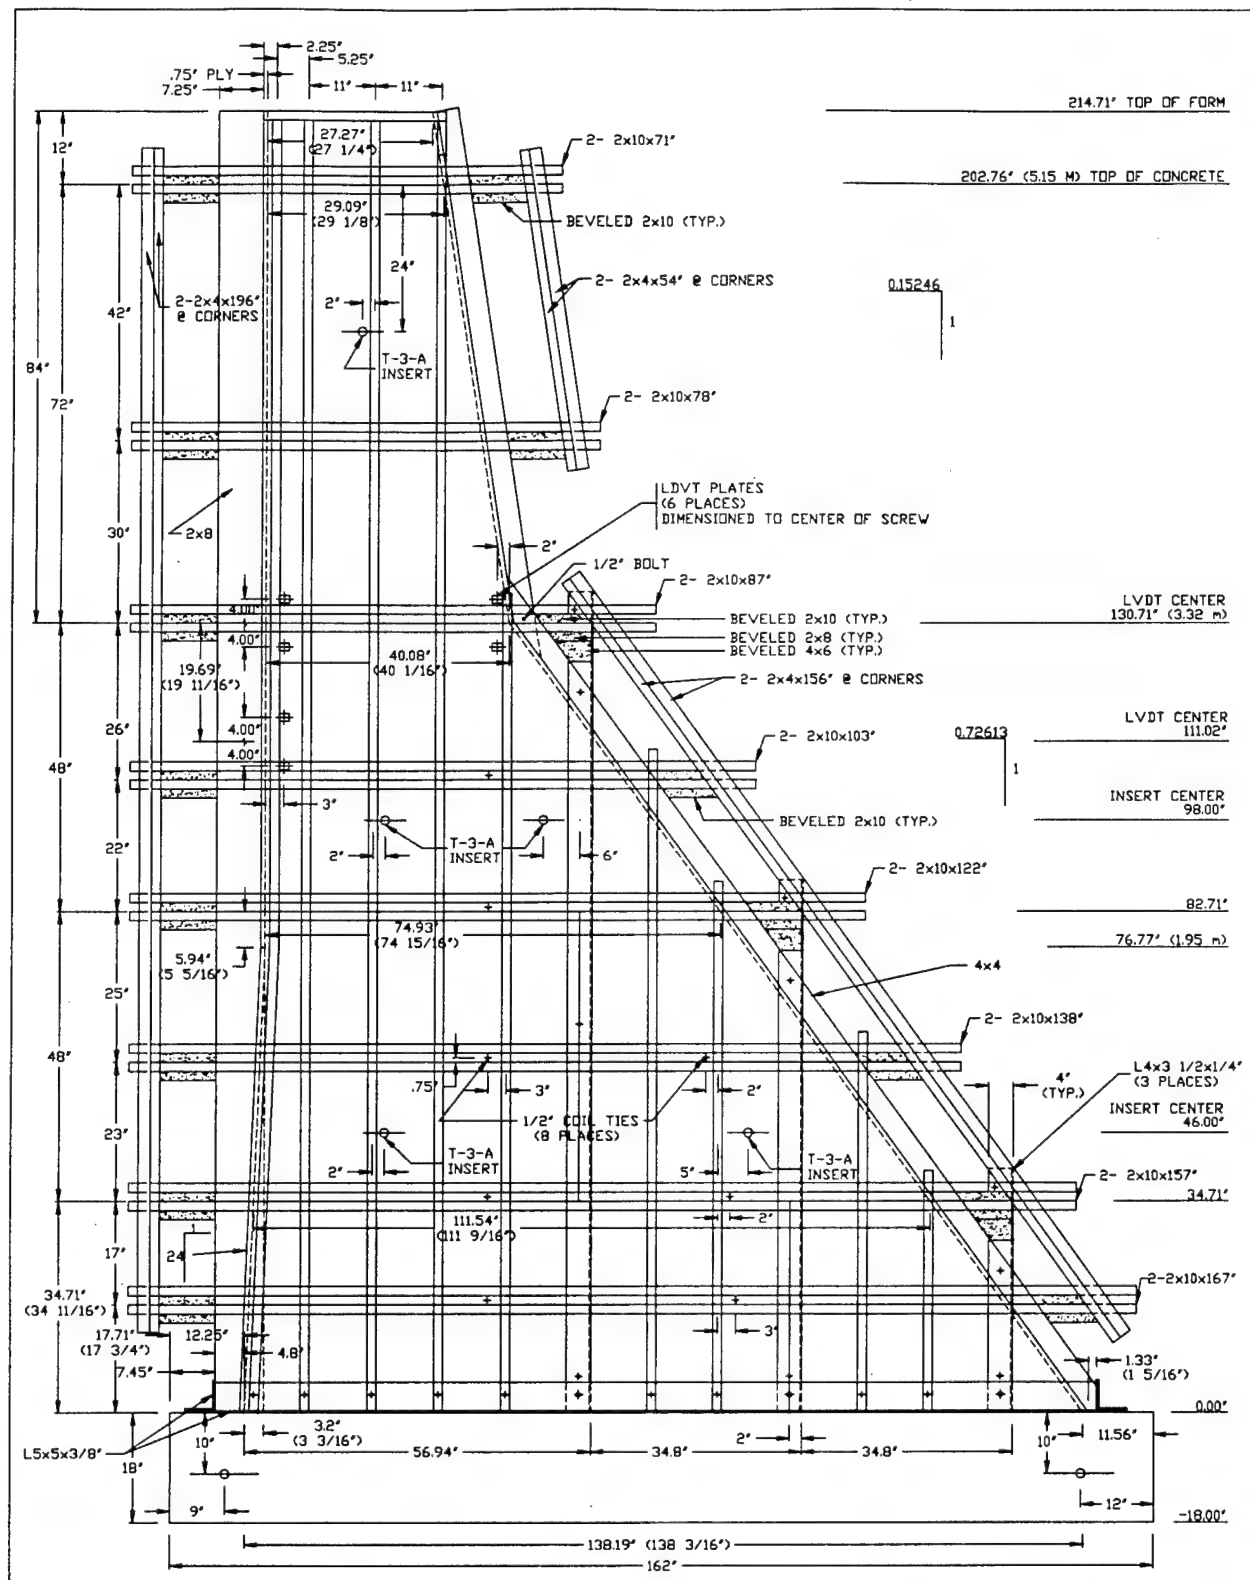 2.25"
5.25"
.75" PLY
7.25"
11"
11"
214.71" TOP OF FORM
12"
27.27"
(27 1/4")
2- 2x10x71"
202.76" (5.15 M) TOP OF CONCRETE
29.09"
(29 1/8")
BEVELED 2x10 (TYP.)
24"
2- 2x4x54" @ CORNERS
0.15246
1
2-2x4x196"
@ CORNERS
2"
42"
T-3-A
INSERT
84"
72"
2- 2x10x78"
LDVT PLATES
(6 PLACES)
DIMENSIONED TO CENTER OF SCREW
30"
2x8
2"
1/2" BOLT
2- 2x10x87"
4.00"
LVDT CENTER
130.71" (3.32 m)
BEVELED 2x10 (TYP.)
4.00"
BEVELED 2x8 (TYP.)
BEVELED 4x6 (TYP.)
40.08"
(40 1/16")
19.69"
(19 11/16")
2- 2x4x156" @ CORNERS
4.00"
LVDT CENTER
111.02"
26"
4.00"
2- 2x10x103"
0.72613
1
48"
3"
INSERT CENTER
98.00"
BEVELED 2x10 (TYP.)
22"
2"
T-3-A
INSERT
6"
2- 2x10x122"
82.71"
74.93"
(74 15/16")
76.77" (1.95 m)
5.94"
(5 5/16")
4x4
25"
48"
2- 2x10x138"
L4x3 1/2x1/4"
(3 PLACES)
4"
(TYP.)
.75"
3"
2"
INSERT CENTER
46.00"
1/2" COIL TIES
(8 PLACES)
23"
T-3-A
INSERT
T-3-A
INSERT
2"
5"
2- 2x10x157"
34.71"
111.54"
(111 9/16")
2"
1
24
17"
34.71"
(34 11/16")
2-2x10x167"
17.71"
(17 3/4")
12.25"
3"
4.8"
7.45"
1.33"
(1 5/16")
0.00"
L5x5x3/8"
10"
18"
3.2"
(3 3/16")
56.94"
34.8"
2"
34.8"
10"
11.56"
9"
12"
-18.00"
138.19" (138 3/16")
162"